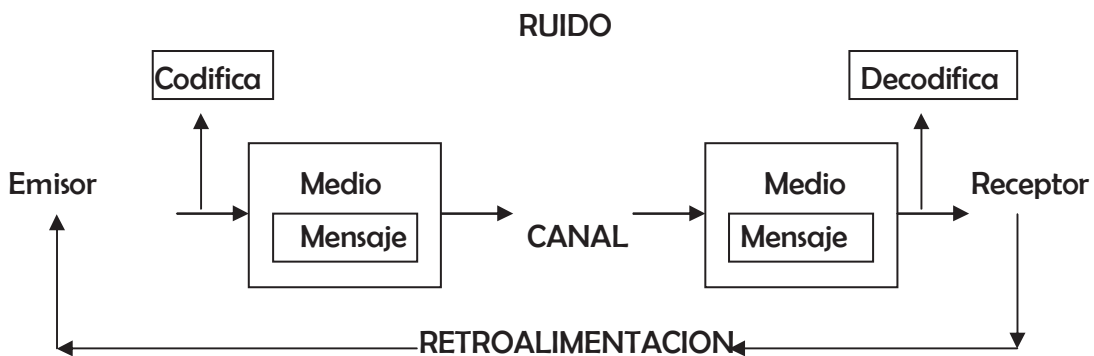 RUIDO
Codifica
Decodifica
Emisor
Medio
Medio
Receptor
Mensaje
CANAL
Mensaje
RETROALIMENTACION